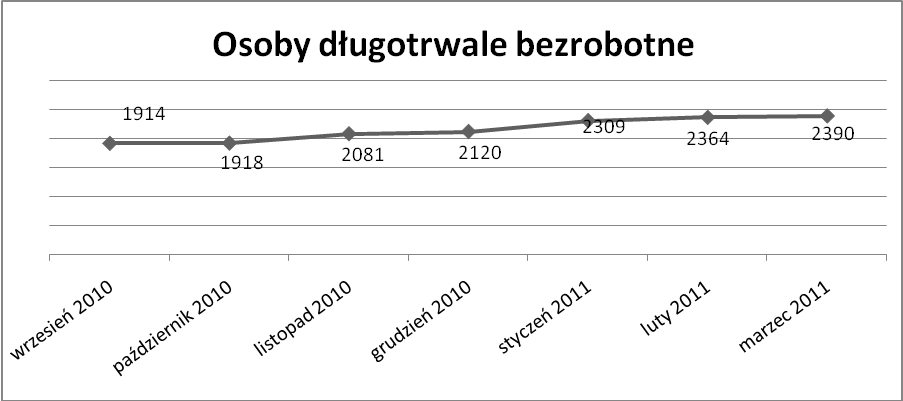 Osoby długotrwale bezrobotne
1914
1918
2081
2120
2309
2364
2390
wrzesień 2010
październik 2010
listopad 2010
grudzień 2010
styczeń 2011
luty 2011
marzec 2011